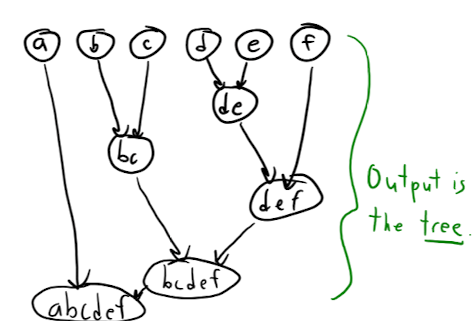 a b c d e f
de
bc
def
Output is
the tree.
bcdef
abcdef